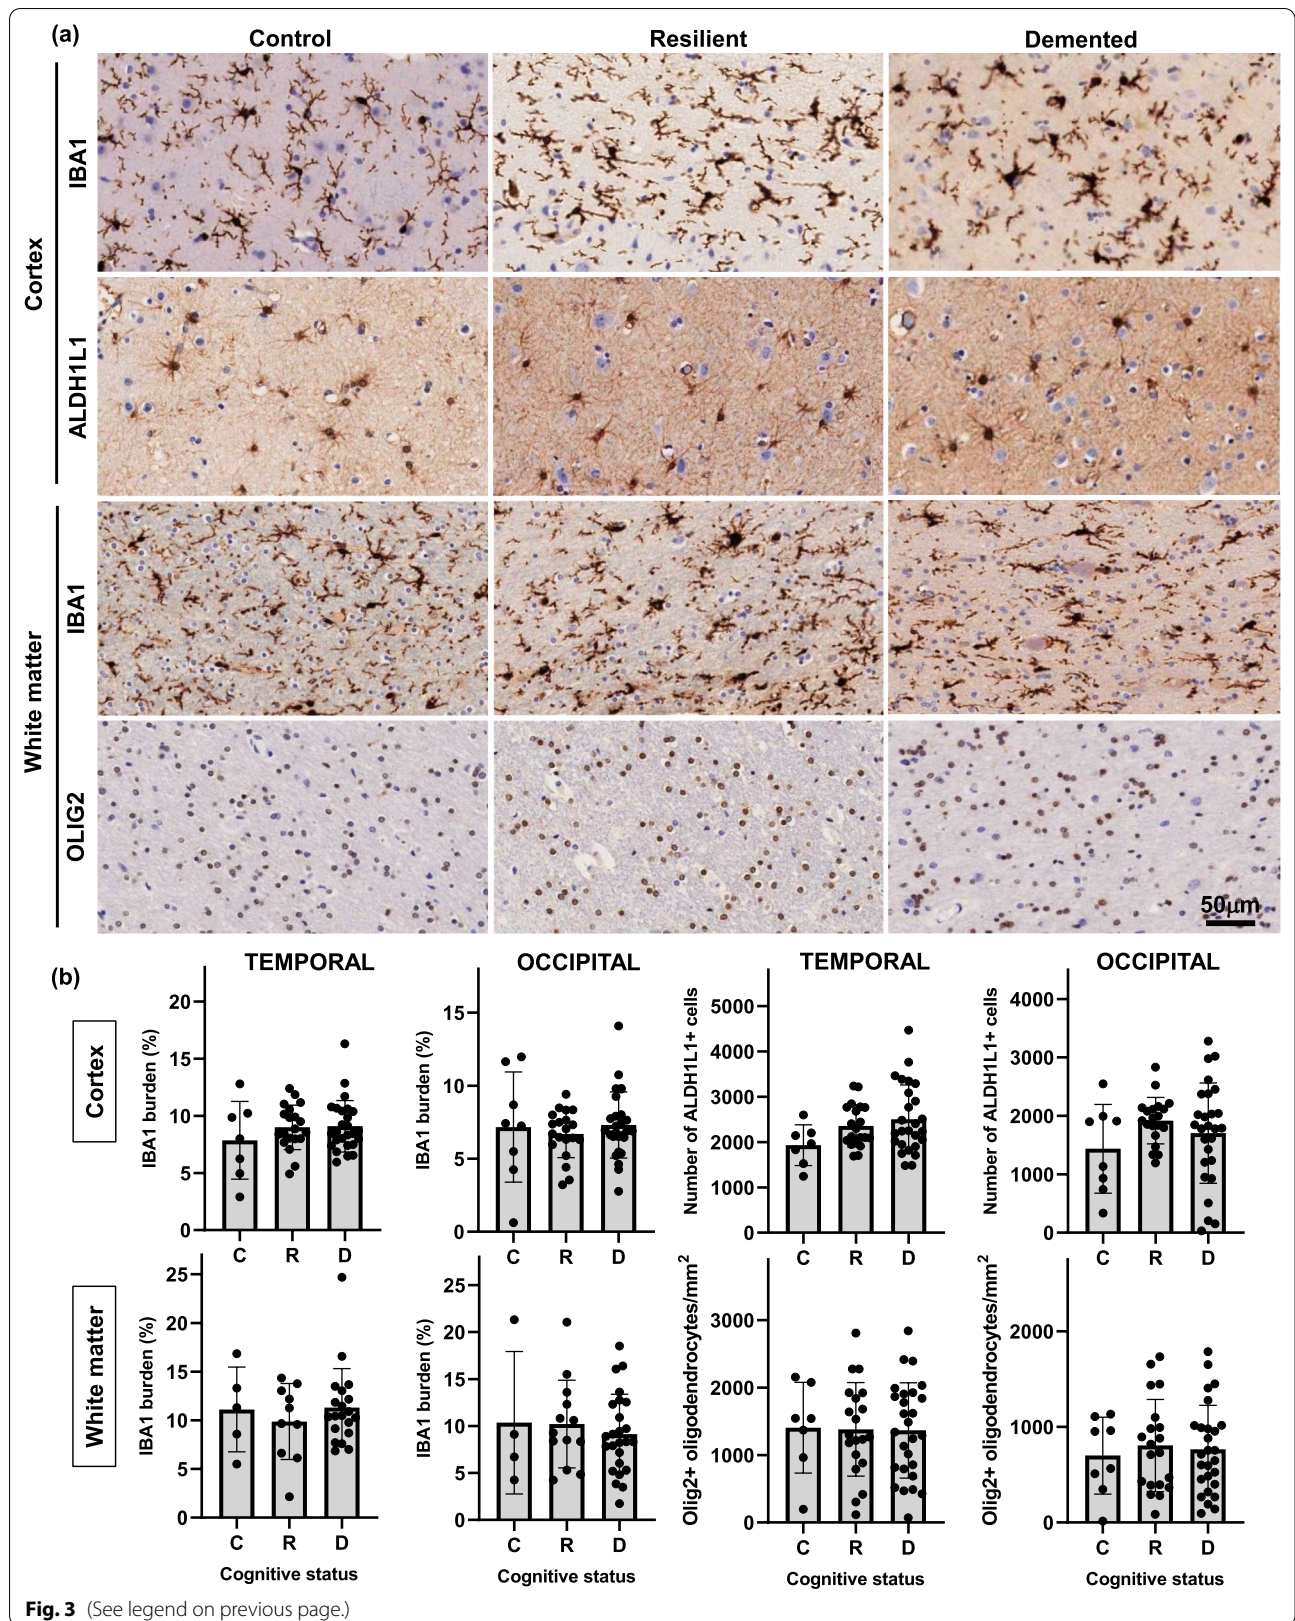 (a)
Control Resilient Demented
Cortex
IBA1
ALDH1L1
White matter
IBA1
OLIG2
50μm
(b)
TEMPORAL OCCIPITAL TEMPORAL OCCIPITAL
Cortex
IBA1 burden (%)
20
15
10
5
0
C R D
IBA1 burden (%)
15
10
5
0
C R D
Number of ALDH1L1+ cells
5000
4000
3000
2000
1000
0
C R D
Number of ALDH1L1+ cells
4000
3000
2000
1000
0
C R D
White matter
IBA1 burden (%)
25
20
15
10
5
0
C R D
Cognitive status
IBA1 burden (%)
25
20
15
10
5
0
C R D
Cognitive status
Olig2+ oligodendrocytes/mm²
3000
2000
1000
0
C R D
Cognitive status
Olig2+ oligodendrocytes/mm²
2000
1000
0
C R D
Cognitive status
Fig. 3 (See legend on previous page.)